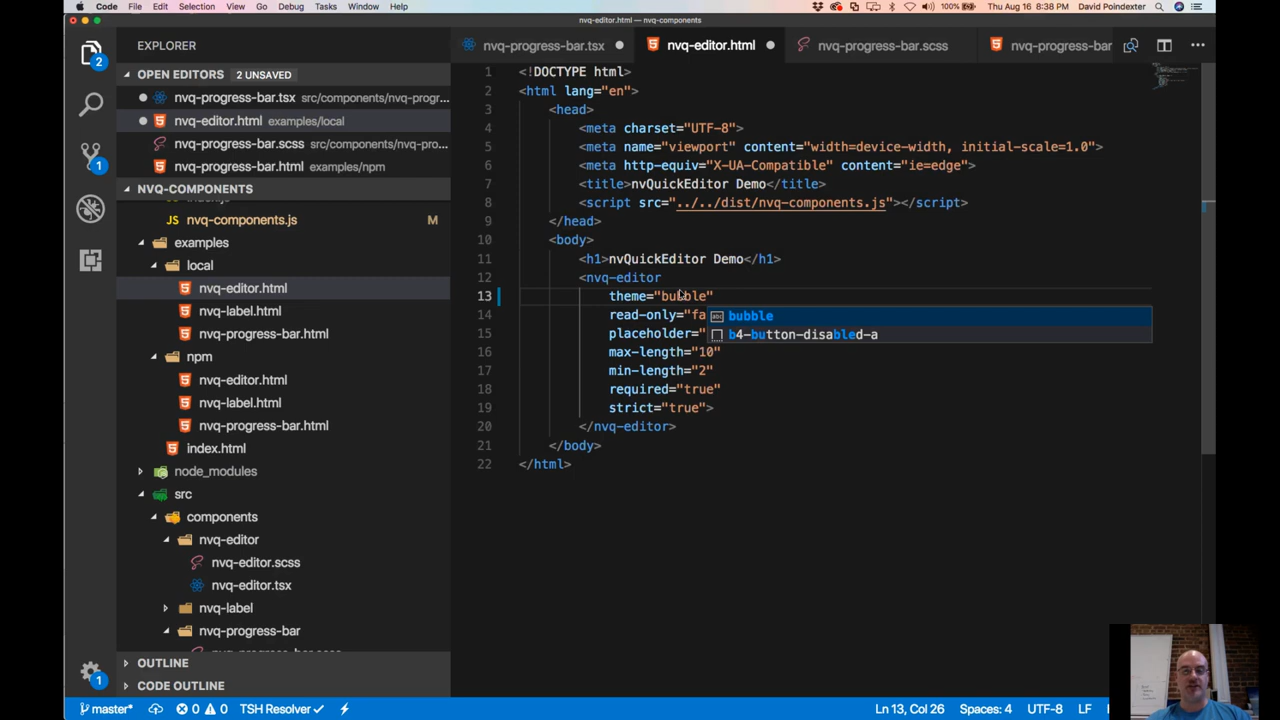 Code File Edit Selection View Go Debug Tasks Window Help 100% Thu Aug 16 8:38 PM David Poindexter
nvq-editor.html — nvq-components
EXPLORER
nvq-progress-bar.tsx nvq-editor.html nvq-progress-bar.scss nvq-progress-bar
2
OPEN EDITORS 2 UNSAVED
nvq-progress-bar.tsx src/components/nvq-progr...
nvq-editor.html examples/local
nvq-progress-bar.scss src/components/nvq-pro...
nvq-progress-bar.html examples/npm
1
NVQ-COMPONENTS
nvq-components.js M
examples
local
nvq-editor.html
nvq-label.html
nvq-progress-bar.html
npm
nvq-editor.html
nvq-label.html
nvq-progress-bar.html
index.html
node_modules
src
components
nvq-editor
nvq-editor.scss
nvq-editor.tsx
nvq-label
nvq-progress-bar
OUTLINE
CODE OUTLINE
1
1 <!DOCTYPE html>
2 <html lang="en">
3 <head>
4 <meta charset="UTF-8">
5 <meta name="viewport" content="width=device-width, initial-scale=1.0">
6 <meta http-equiv="X-UA-Compatible" content="ie=edge">
7 <title>nvQuickEditor Demo</title>
8 <script src="../../dist/nvq-components.js"></script>
9 </head>
10 <body>
11 <h1>nvQuickEditor Demo</h1>
12 <nvq-editor
13 theme="bubble"
14 read-only="fa
bubble
15 placeholder="
b4-button-disabled-a
16 max-length="10"
17 min-length="2"
18 required="true"
19 strict="true">
20 </nvq-editor>
21 </body>
22 </html>
master* 0 0 TSH Resolver ✓ Ln 13, Col 26 Spaces: 4 UTF-8 LF